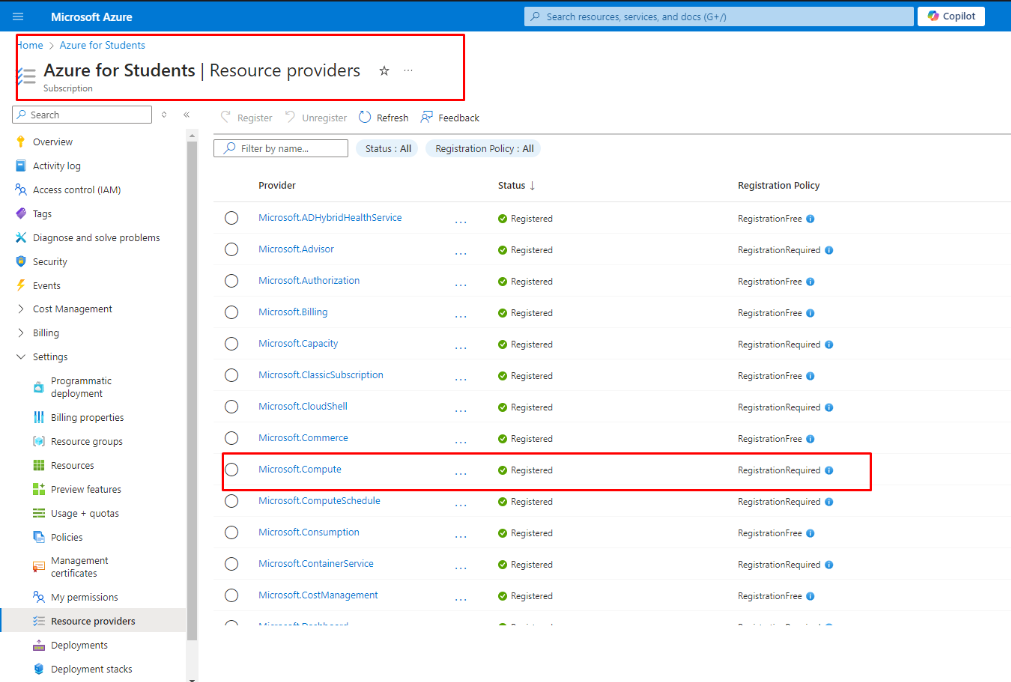 Microsoft Azure
Search resources, services, and docs (G+/)
Copilot
Home > Azure for Students
Azure for Students | Resource providers
Subscription
Search
Register Unregister Refresh Feedback
Filter by name...
Status : All
Registration Policy : All
Overview
Activity log
Access control (IAM)
Tags
Diagnose and solve problems
Security
Events
Cost Management
Billing
Settings
Programmatic
deployment
Billing properties
Resource groups
Resources
Preview features
Usage + quotas
Policies
Management
certificates
My permissions
Resource providers
Deployments
Deployment stacks
Provider Status ↓ Registration Policy
Microsoft.ADHybridHealthService ... Registered RegistrationFree
Microsoft.Advisor ... Registered RegistrationRequired
Microsoft.Authorization ... Registered RegistrationFree
Microsoft.Billing ... Registered RegistrationFree
Microsoft.Capacity ... Registered RegistrationRequired
Microsoft.ClassicSubscription ... Registered RegistrationFree
Microsoft.CloudShell ... Registered RegistrationRequired
Microsoft.Commerce ... Registered RegistrationFree
Microsoft.Compute ... Registered RegistrationRequired
Microsoft.ComputeSchedule ... Registered RegistrationRequired
Microsoft.Consumption ... Registered RegistrationFree
Microsoft.ContainerService ... Registered RegistrationRequired
Microsoft.CostManagement ... Registered RegistrationFree